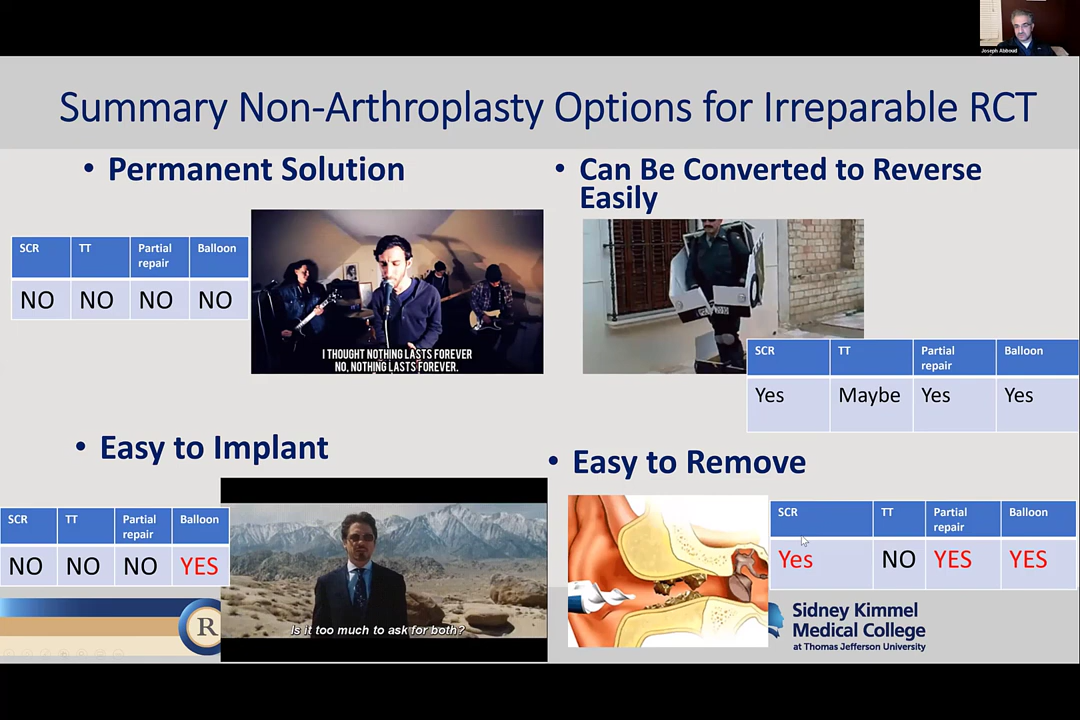 Joseph Abboud
Summary Non-Arthroplasty Options for Irreparable RCT
• Permanent Solution
SCR TT Partial repair Balloon
NO NO NO NO
I THOUGHT NOTHING LASTS FOREVER
NO, NOTHING LASTS FOREVER.
• Can Be Converted to Reverse
Easily
SCR TT Partial repair Balloon
Yes Maybe Yes Yes
• Easy to Implant
SCR TT Partial repair Balloon
NO NO NO YES
Is it too much to ask for both?
• Easy to Remove
SCR TT Partial repair Balloon
Yes NO YES YES
R
Sidney Kimmel
Medical College
at Thomas Jefferson University